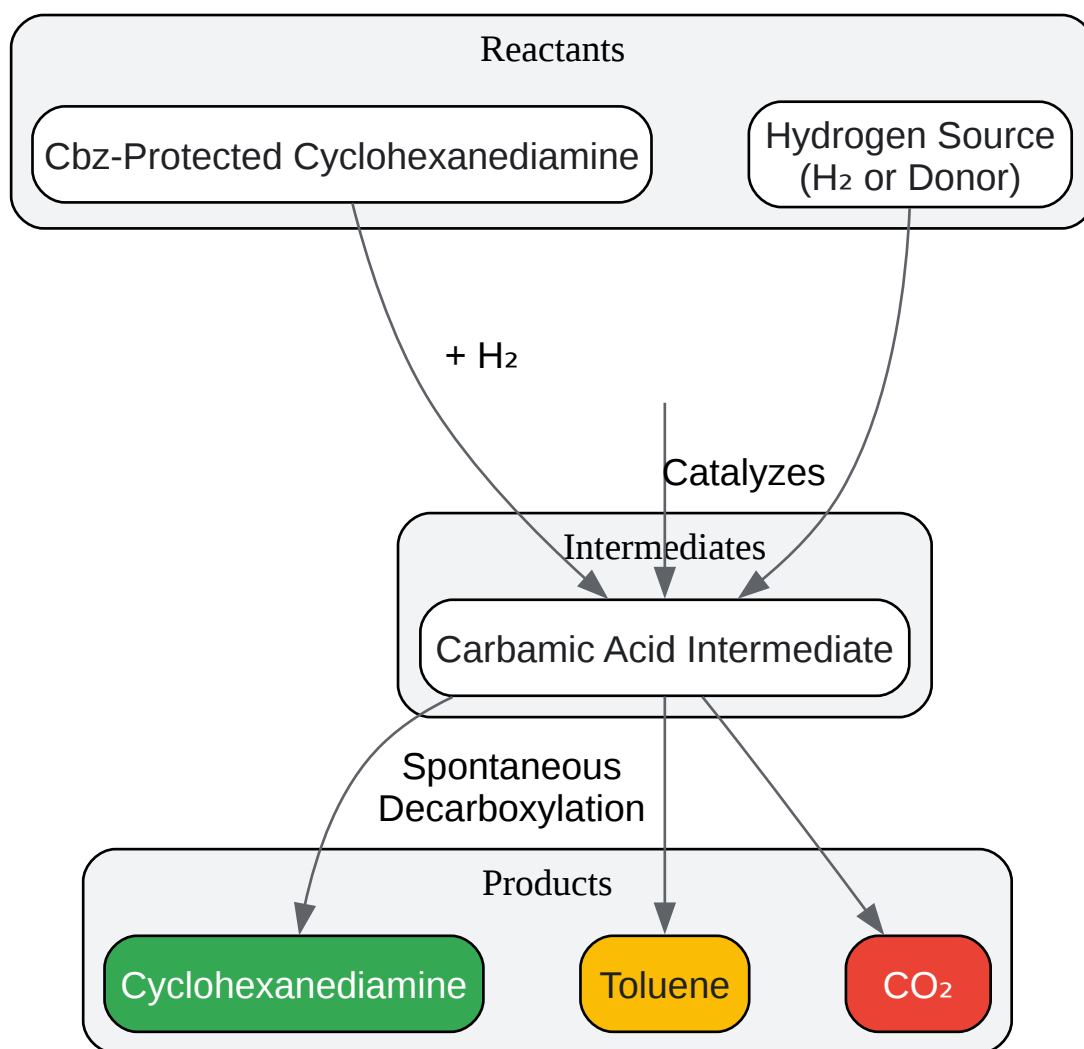 Reactants
Cbz-Protected Cyclohexanediamine
Hydrogen Source
(H₂ or Donor)
+ H₂
Catalyzes
Intermediates
Carbamic Acid Intermediate
Spontaneous
Decarboxylation
Products
Cyclohexanediamine
Toluene
CO₂